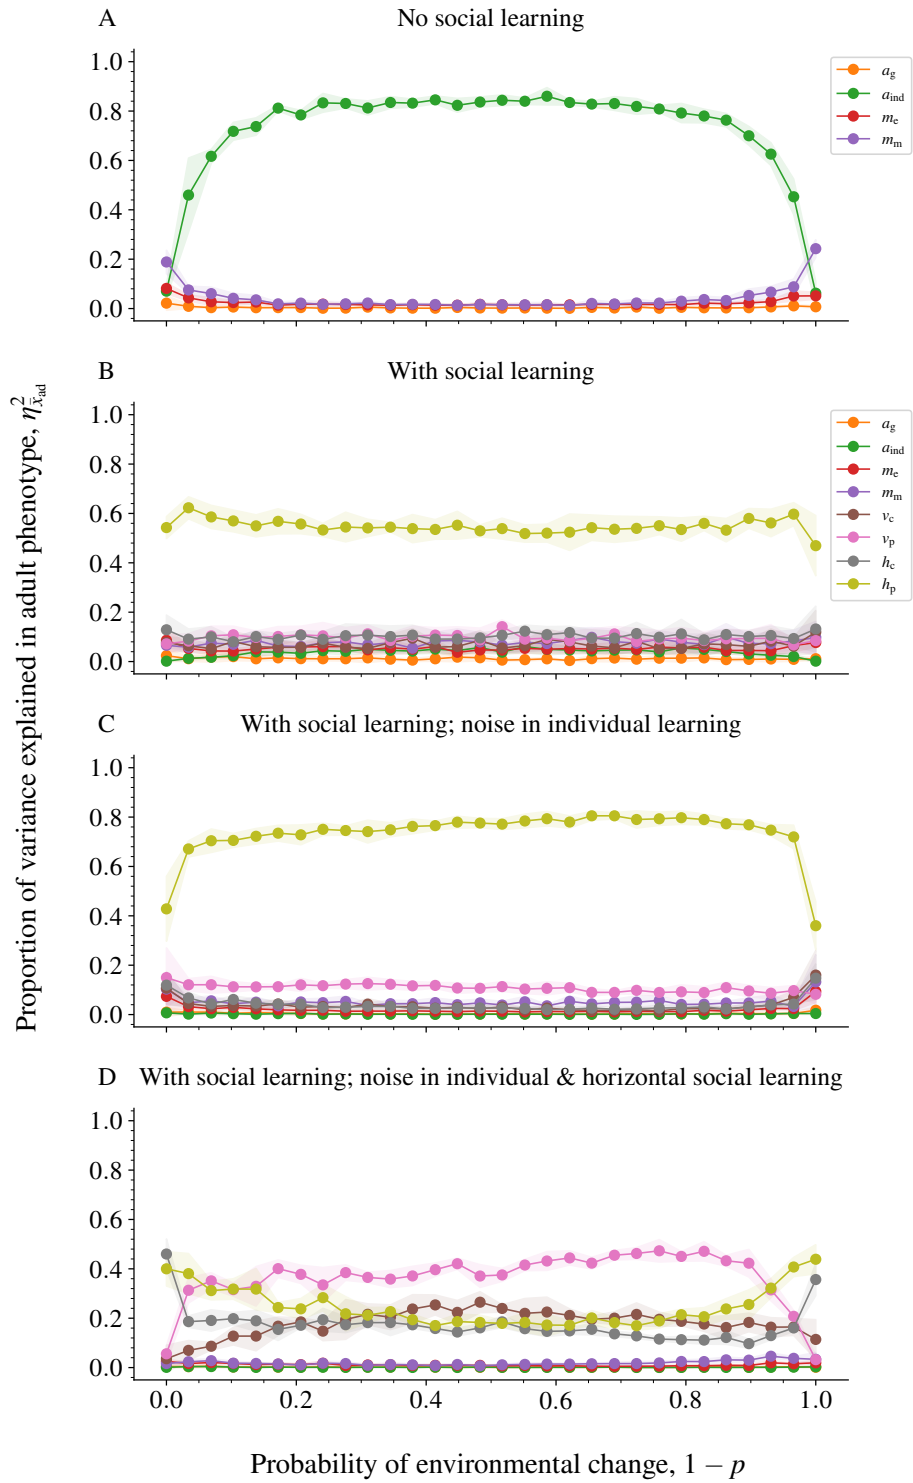 A No social learning
1.0
0.8
0.6
0.4
0.2
0.0
a_g
a_ind
m_e
m_m
B With social learning
1.0
0.8
0.6
0.4
0.2
0.0
a_g
a_ind
m_e
m_m
v_c
v_p
h_c
h_p
C With social learning; noise in individual learning
1.0
0.8
0.6
0.4
0.2
0.0
D With social learning; noise in individual & horizontal social learning
1.0
0.8
0.6
0.4
0.2
0.0
0.0 0.2 0.4 0.6 0.8 1.0
Probability of environmental change, 1 − p
Proportion of variance explained in adult phenotype, η²_x̄_ad